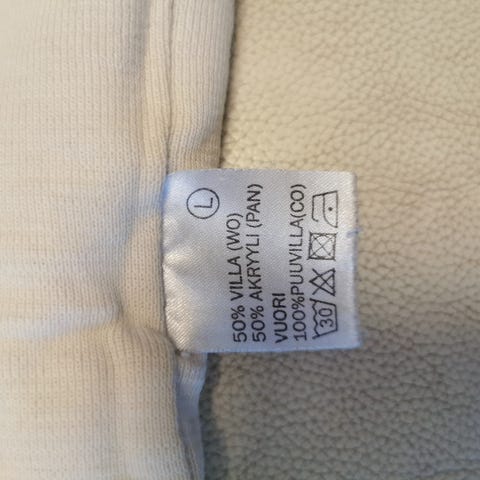 L
50% VILLA (WO)
50% AKRYYLI (PAN)
VUORI
100%PUUVILLA(CO)
30